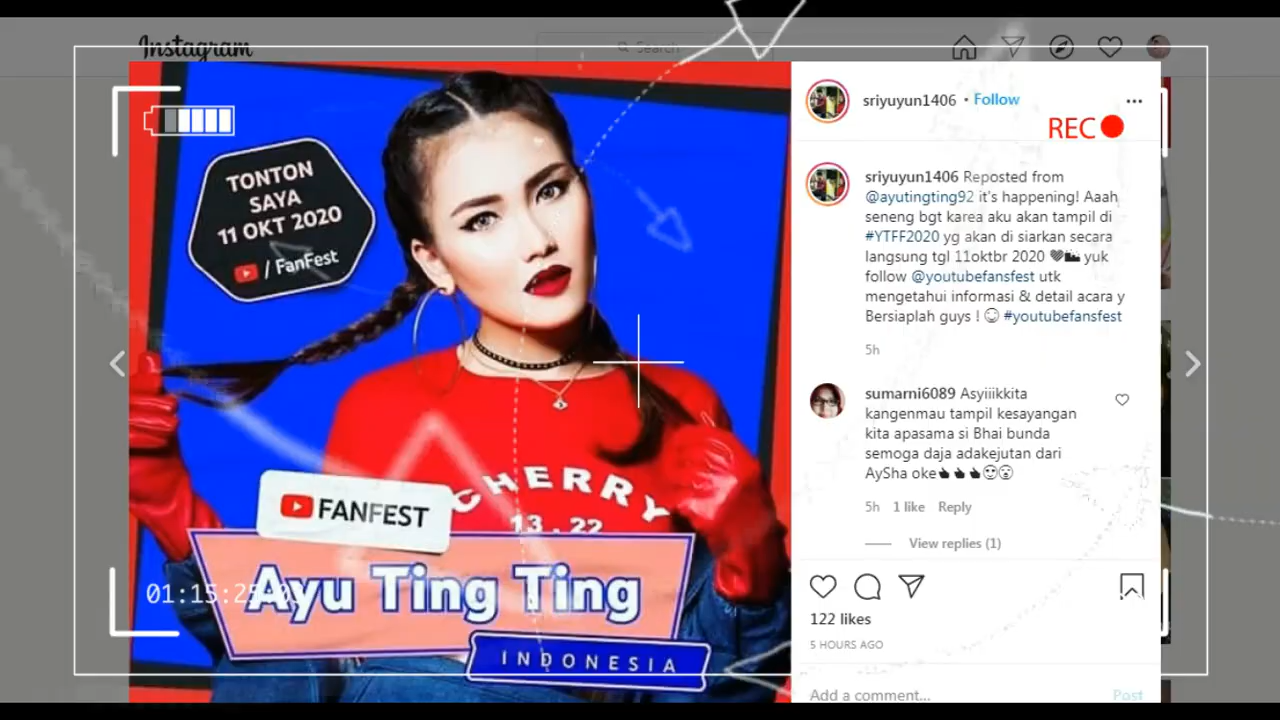 Instagram
Search
TONTON
SAYA
11 OKT 2020
/ FanFest
CHERRY
13.22
FANFEST
Ayu Ting Ting
INDONESIA
sriyuyun1406 • Follow
REC
sriyuyun1406 Reposted from
@ayutingting92 it's happening! Aaah
seneng bgt karea aku akan tampil di
#YTFF2020 yg akan di siarkan secara
langsung tgl 11oktbr 2020 yuk
follow @youtubefansfest utk
mengetahui informasi & detail acara y
Bersiaplah guys ! #youtubefansfest
5h
sumarni6089 Asyiiikkita
kangenmau tampil kesayangan
kita apasama si Bhai bunda
semoga daja adakejutan dari
AySha oke
5h 1 like Reply
View replies (1)
122 likes
5 HOURS AGO
Add a comment... Post